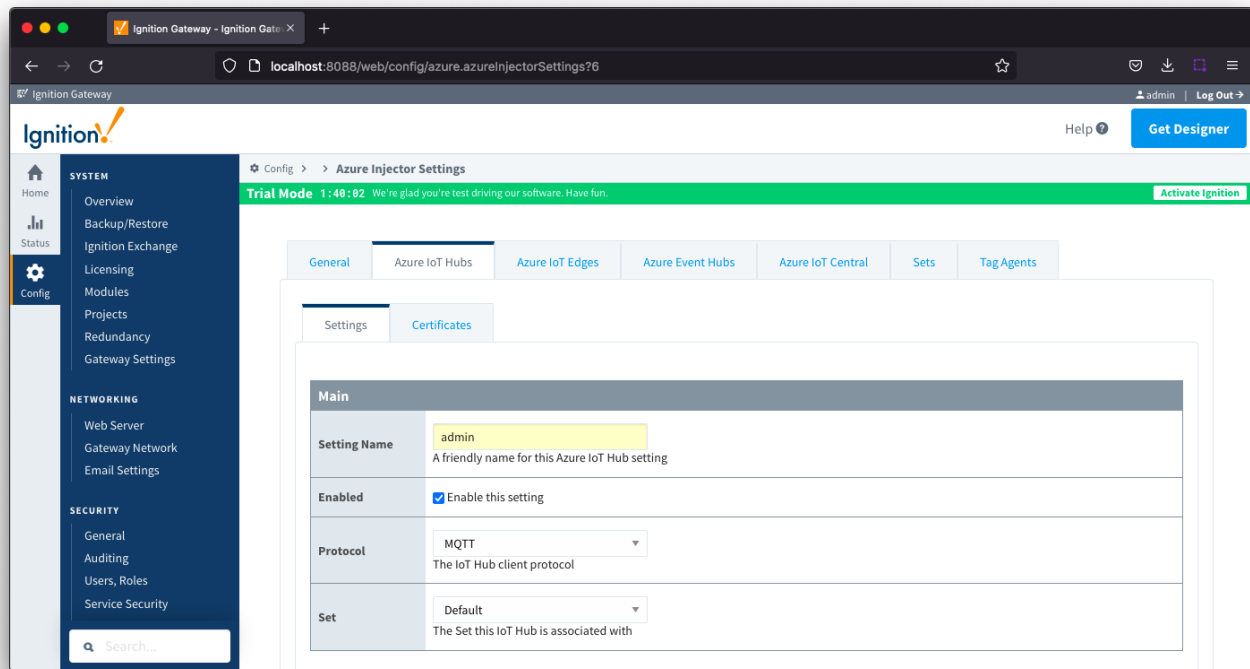 Ignition Gateway - Ignition Gate
localhost:8088/web/config/azure.azureInjectorSettings?6
Ignition Gateway
admin | Log Out
Ignition!
Help
Get Designer
Home
Status
Config
SYSTEM
Overview
Backup/Restore
Ignition Exchange
Licensing
Modules
Projects
Redundancy
Gateway Settings
NETWORKING
Web Server
Gateway Network
Email Settings
SECURITY
General
Auditing
Users, Roles
Service Security
Search...
Config > > Azure Injector Settings
Trial Mode 1:40:02 We're glad you're test driving our software. Have fun.
Activate Ignition
General Azure IoT Hubs Azure IoT Edges Azure Event Hubs Azure IoT Central Sets Tag Agents
Settings Certificates
Main
Setting Name
admin
A friendly name for this Azure IoT Hub setting
Enabled
Enable this setting
Protocol
MQTT
The IoT Hub client protocol
Set
Default
The Set this IoT Hub is associated with